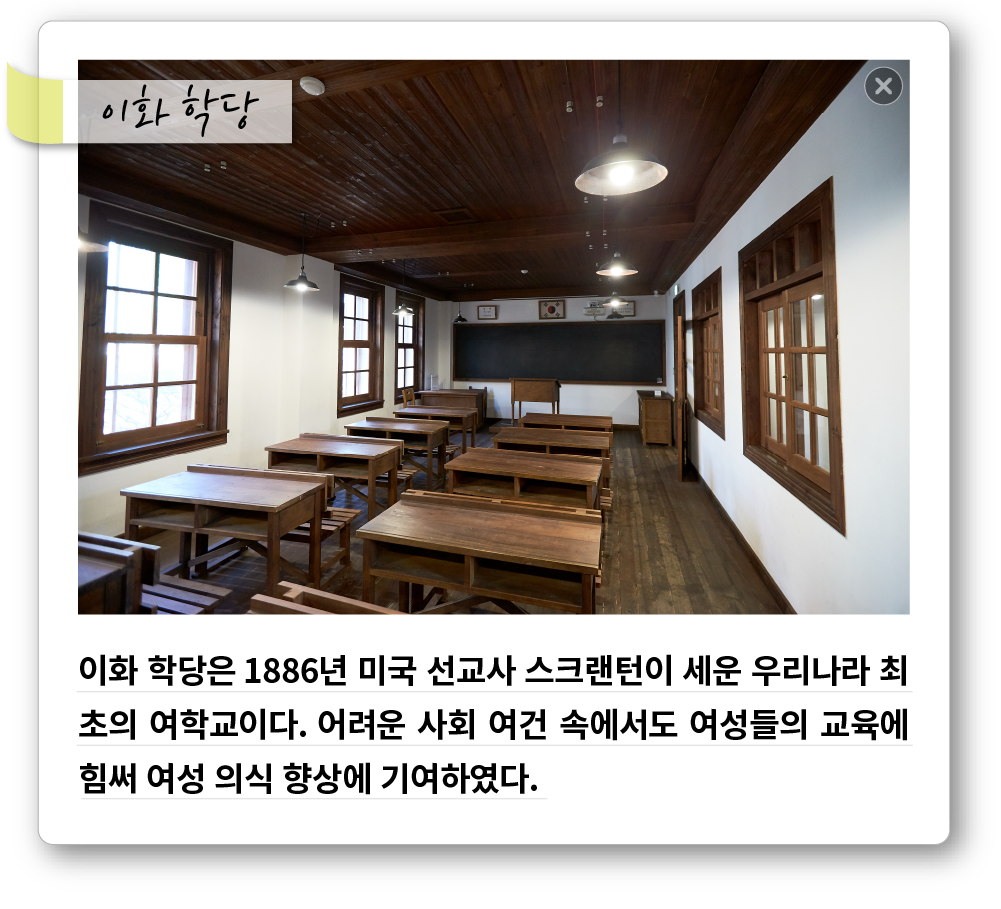 이화 학당
이화 학당은 1886년 미국 선교사 스크랜턴이 세운 우리나라 최
초의 여학교이다. 어려운 사회 여건 속에서도 여성들의 교육에
힘써 여성 의식 향상에 기여하였다.